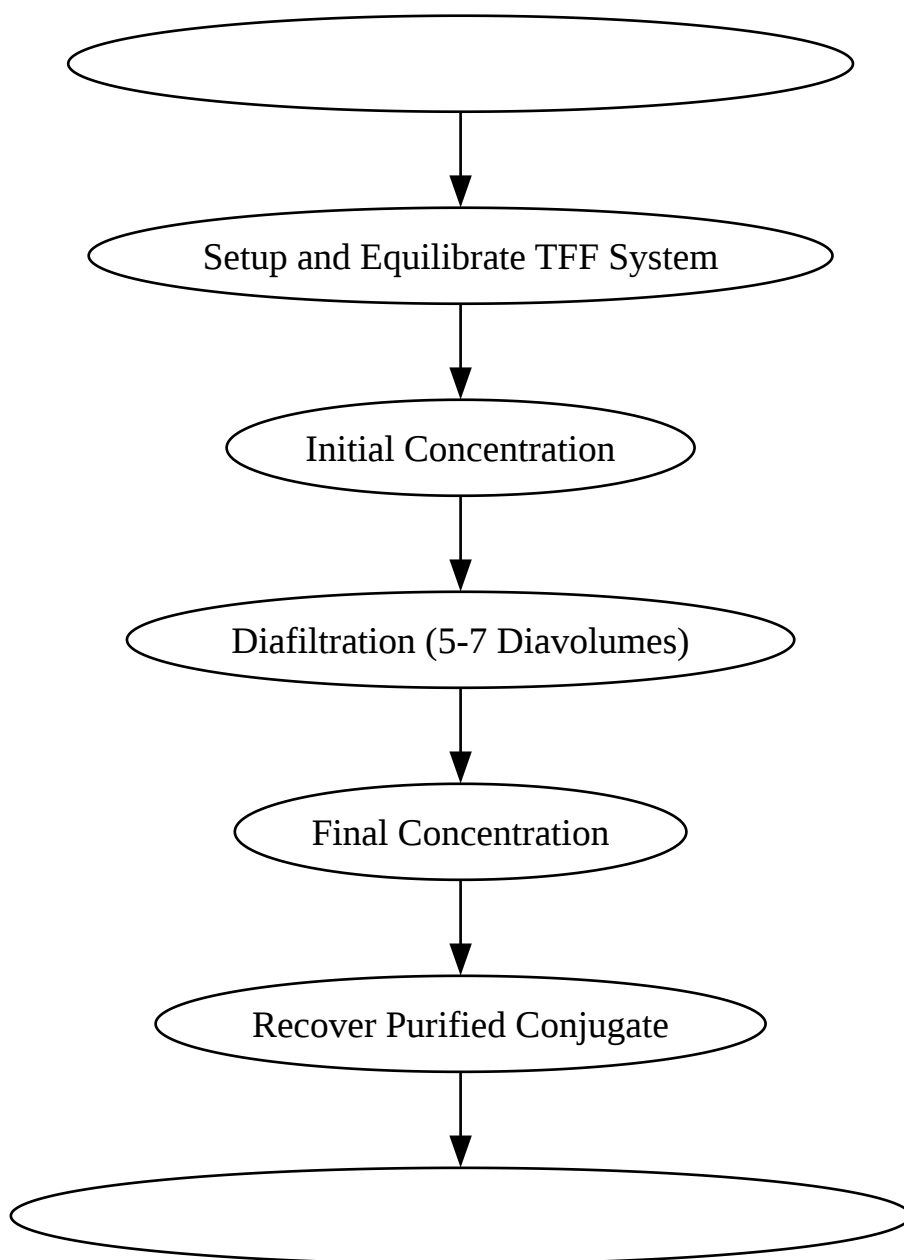 Setup and Equilibrate TFF System
Initial Concentration
Diafiltration (5-7 Diavolumes)
Final Concentration
Recover Purified Conjugate